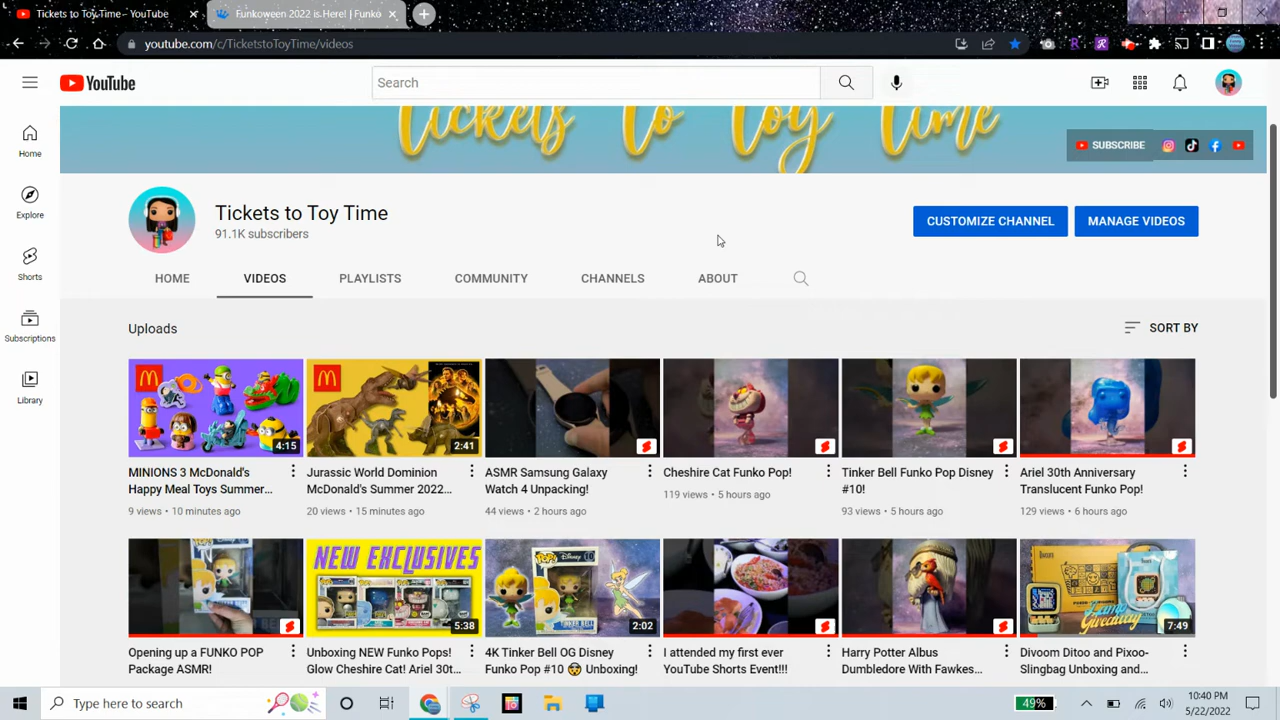 Tickets to Toy Time - YouTube
Funkoween 2022 is Here! | Funko
youtube.com/c/TicketstoToyTime/videos
YouTube
Search
tickets to toy time
SUBSCRIBE
Home
Explore
Shorts
Subscriptions
Library
Tickets to Toy Time
91.1K subscribers
CUSTOMIZE CHANNEL
MANAGE VIDEOS
HOME
VIDEOS
PLAYLISTS
COMMUNITY
CHANNELS
ABOUT
Uploads
SORT BY
4:15
2:41
MINIONS 3 McDonald's
Happy Meal Toys Summer...
9 views • 10 minutes ago
Jurassic World Dominion
McDonald's Summer 2022...
20 views • 15 minutes ago
ASMR Samsung Galaxy
Watch 4 Unpacking!
44 views • 2 hours ago
Cheshire Cat Funko Pop!
119 views • 5 hours ago
Tinker Bell Funko Pop Disney
#10!
93 views • 5 hours ago
Ariel 30th Anniversary
Translucent Funko Pop!
129 views • 6 hours ago
NEW EXCLUSIVES
5:38
2:02
7:49
Opening up a FUNKO POP
Package ASMR!
Unboxing NEW Funko Pops!
Glow Cheshire Cat! Ariel 30t...
4K Tinker Bell OG Disney
Funko Pop #10 🤯 Unboxing!
I attended my first ever
YouTube Shorts Event!!!
Harry Potter Albus
Dumbledore With Fawkes...
Divoom Ditoo and Pixoo-
Slingbag Unboxing and...
Type here to search
49%
10:40 PM
5/22/2022